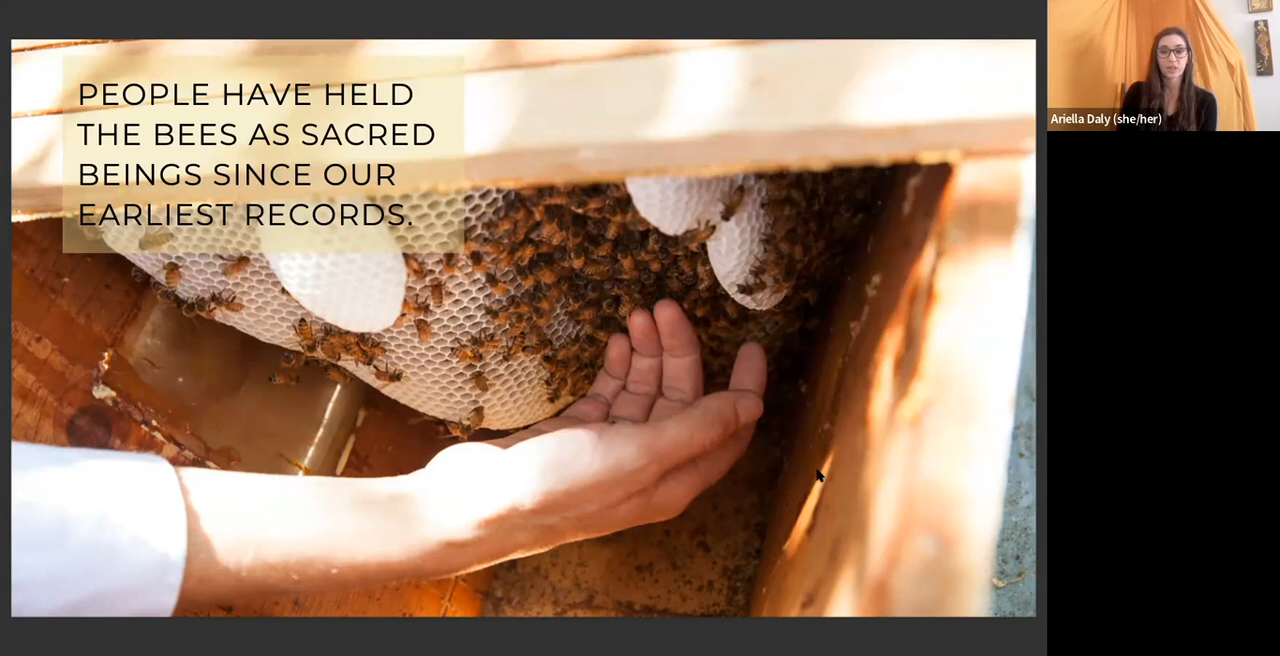 PEOPLE HAVE HELD
THE BEES AS SACRED
BEINGS SINCE OUR
EARLIEST RECORDS.
Ariella Daly (she/her)